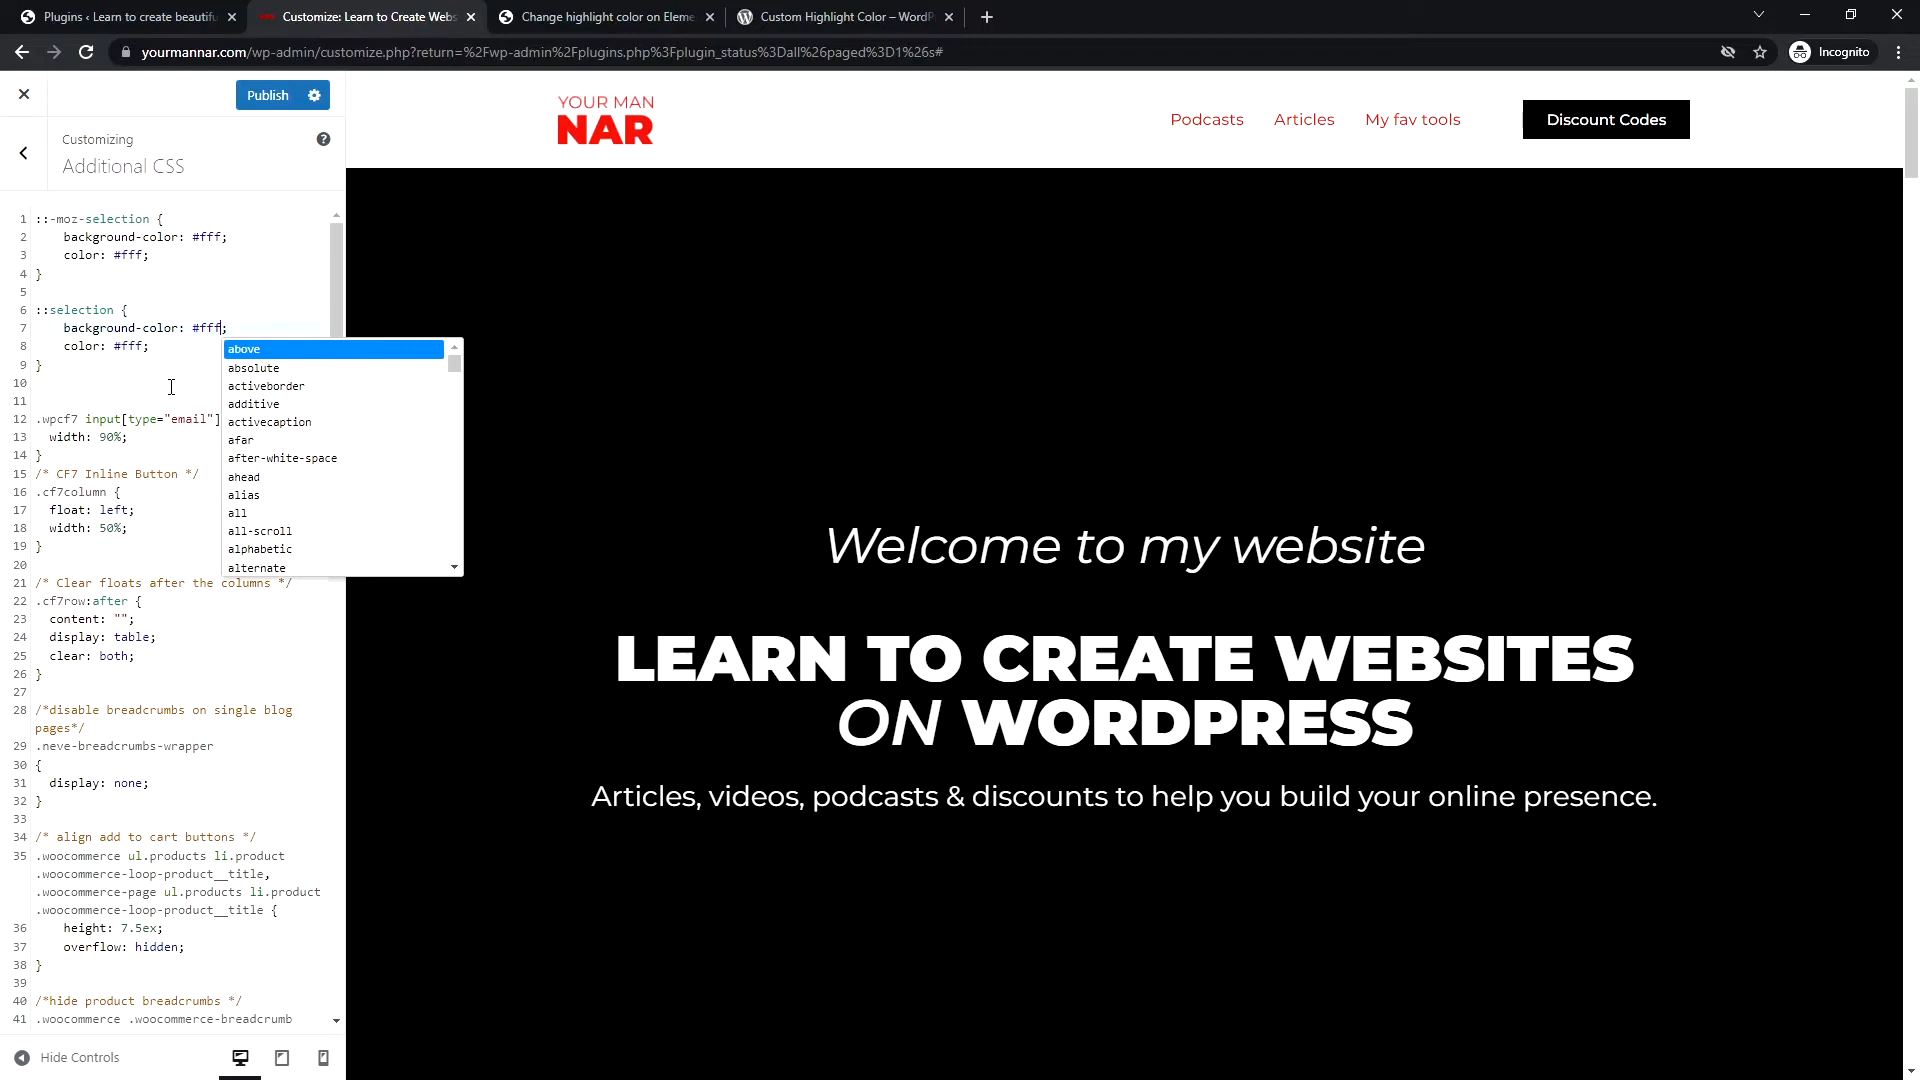 Plugins ‹ Learn to create beautifu
Customize: Learn to Create Webs
Change highlight color on Eleme
Custom Highlight Color – WordP
yourmannar.com/wp-admin/customize.php?return=%2Fwp-admin%2Fplugins.php%3Fplugin_status%3Dall%26paged%3D1%26s#
Incognito
Publish
Customizing
Additional CSS
YOUR MAN
NAR
Podcasts
Articles
My fav tools
Discount Codes
1 ::-moz-selection {
2 background-color: #fff;
3 color: #fff;
4 }
5
6 ::selection {
7 background-color: #fff;
8 color: #fff;
9 }
10
11
12 .wpcf7 input[type="email"]
13 width: 90%;
14 }
15 /* CF7 Inline Button */
16 .cf7column {
17 float: left;
18 width: 50%;
19 }
20
21 /* Clear floats after the columns */
22 .cf7row:after {
23 content: "";
24 display: table;
25 clear: both;
26 }
27
28 /*disable breadcrumbs on single blog
pages*/
29 .neve-breadcrumbs-wrapper
30 {
31 display: none;
32 }
33
34 /* align add to cart buttons */
35 .woocommerce ul.products li.product
.woocommerce-loop-product__title,
.woocommerce-page ul.products li.product
.woocommerce-loop-product__title {
36 height: 7.5ex;
37 overflow: hidden;
38 }
39
40 /*hide product breadcrumbs */
41 .woocommerce .woocommerce-breadcrumb
above
absolute
activeborder
additive
activecaption
afar
after-white-space
ahead
alias
all
all-scroll
alphabetic
alternate
Hide Controls
Welcome to my website
LEARN TO CREATE WEBSITES
ON WORDPRESS
Articles, videos, podcasts & discounts to help you build your online presence.